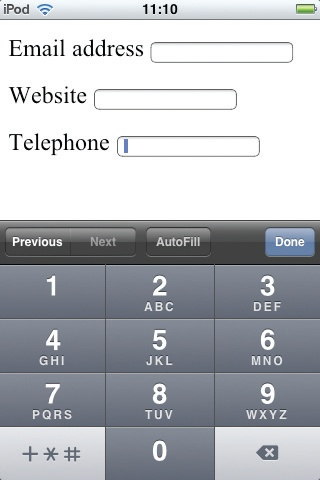 iPod 11:10
Email address
Website
Telephone
Previous Next AutoFill Done
1 2 3
ABC DEF
4 5 6
GHI JKL MNO
7 8 9
PQRS TUV WXYZ
+*# 0